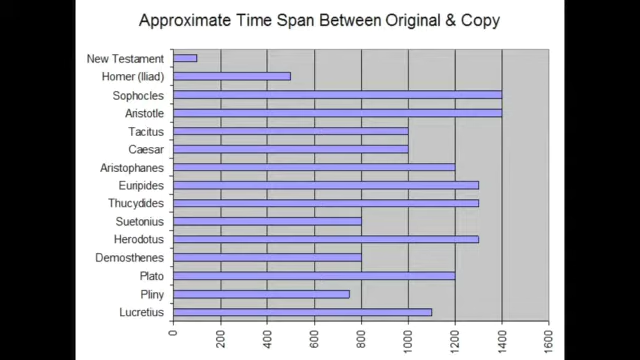 Approximate Time Span Between Original & Copy
New Testament
Homer (Iliad)
Sophocles
Aristotle
Tacitus
Caesar
Aristophanes
Euripides
Thucydides
Suetonius
Herodotus
Demosthenes
Plato
Pliny
Lucretius
0
200
400
600
800
1000
1200
1400
1600